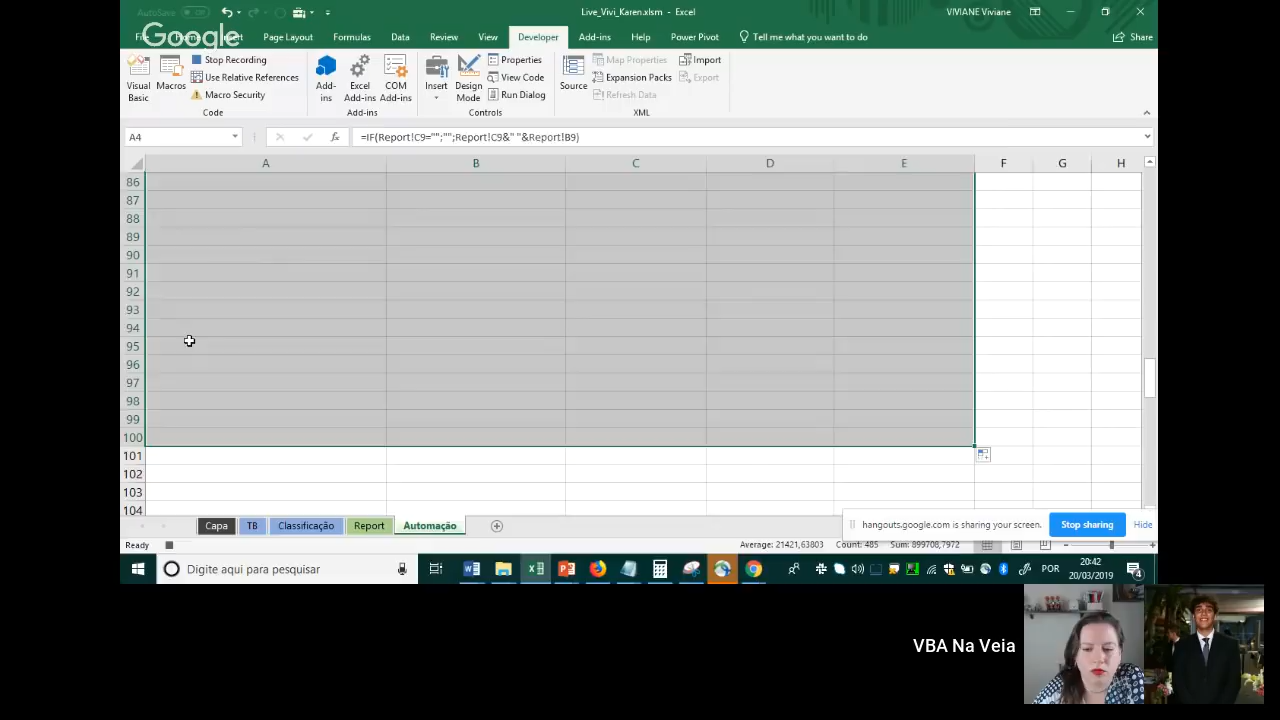 AutoSave Off
Live_Vivi_Karen.xlsm - Excel
VIVIANE Viviane
Google
Page Layout Formulas Data Review View Developer Add-ins Help Power Pivot Tell me what you want to do Share
Visual Basic
Macros
Stop Recording
Use Relative References
Macro Security
Code
Add-ins
Excel Add-ins
COM Add-ins
Add-ins
Insert
Design Mode
Properties
View Code
Run Dialog
Controls
Source
Map Properties
Expansion Packs
Refresh Data
Import
Export
XML
A4
fx
=IF(Report!C9="";"";Report!C9&" "&Report!B9)
A B C D E F G H
86
87
88
89
90
91
92
93
94
95
96
97
98
99
100
101
102
103
104
Capa TB Classificação Report Automação
hangouts.google.com is sharing your screen. Stop sharing Hide
Ready
Average: 21421,63803 Count: 485 Sum: 899708,7972
Digite aqui para pesquisar
POR
20:42
20/03/2019
4
VBA Na Veia